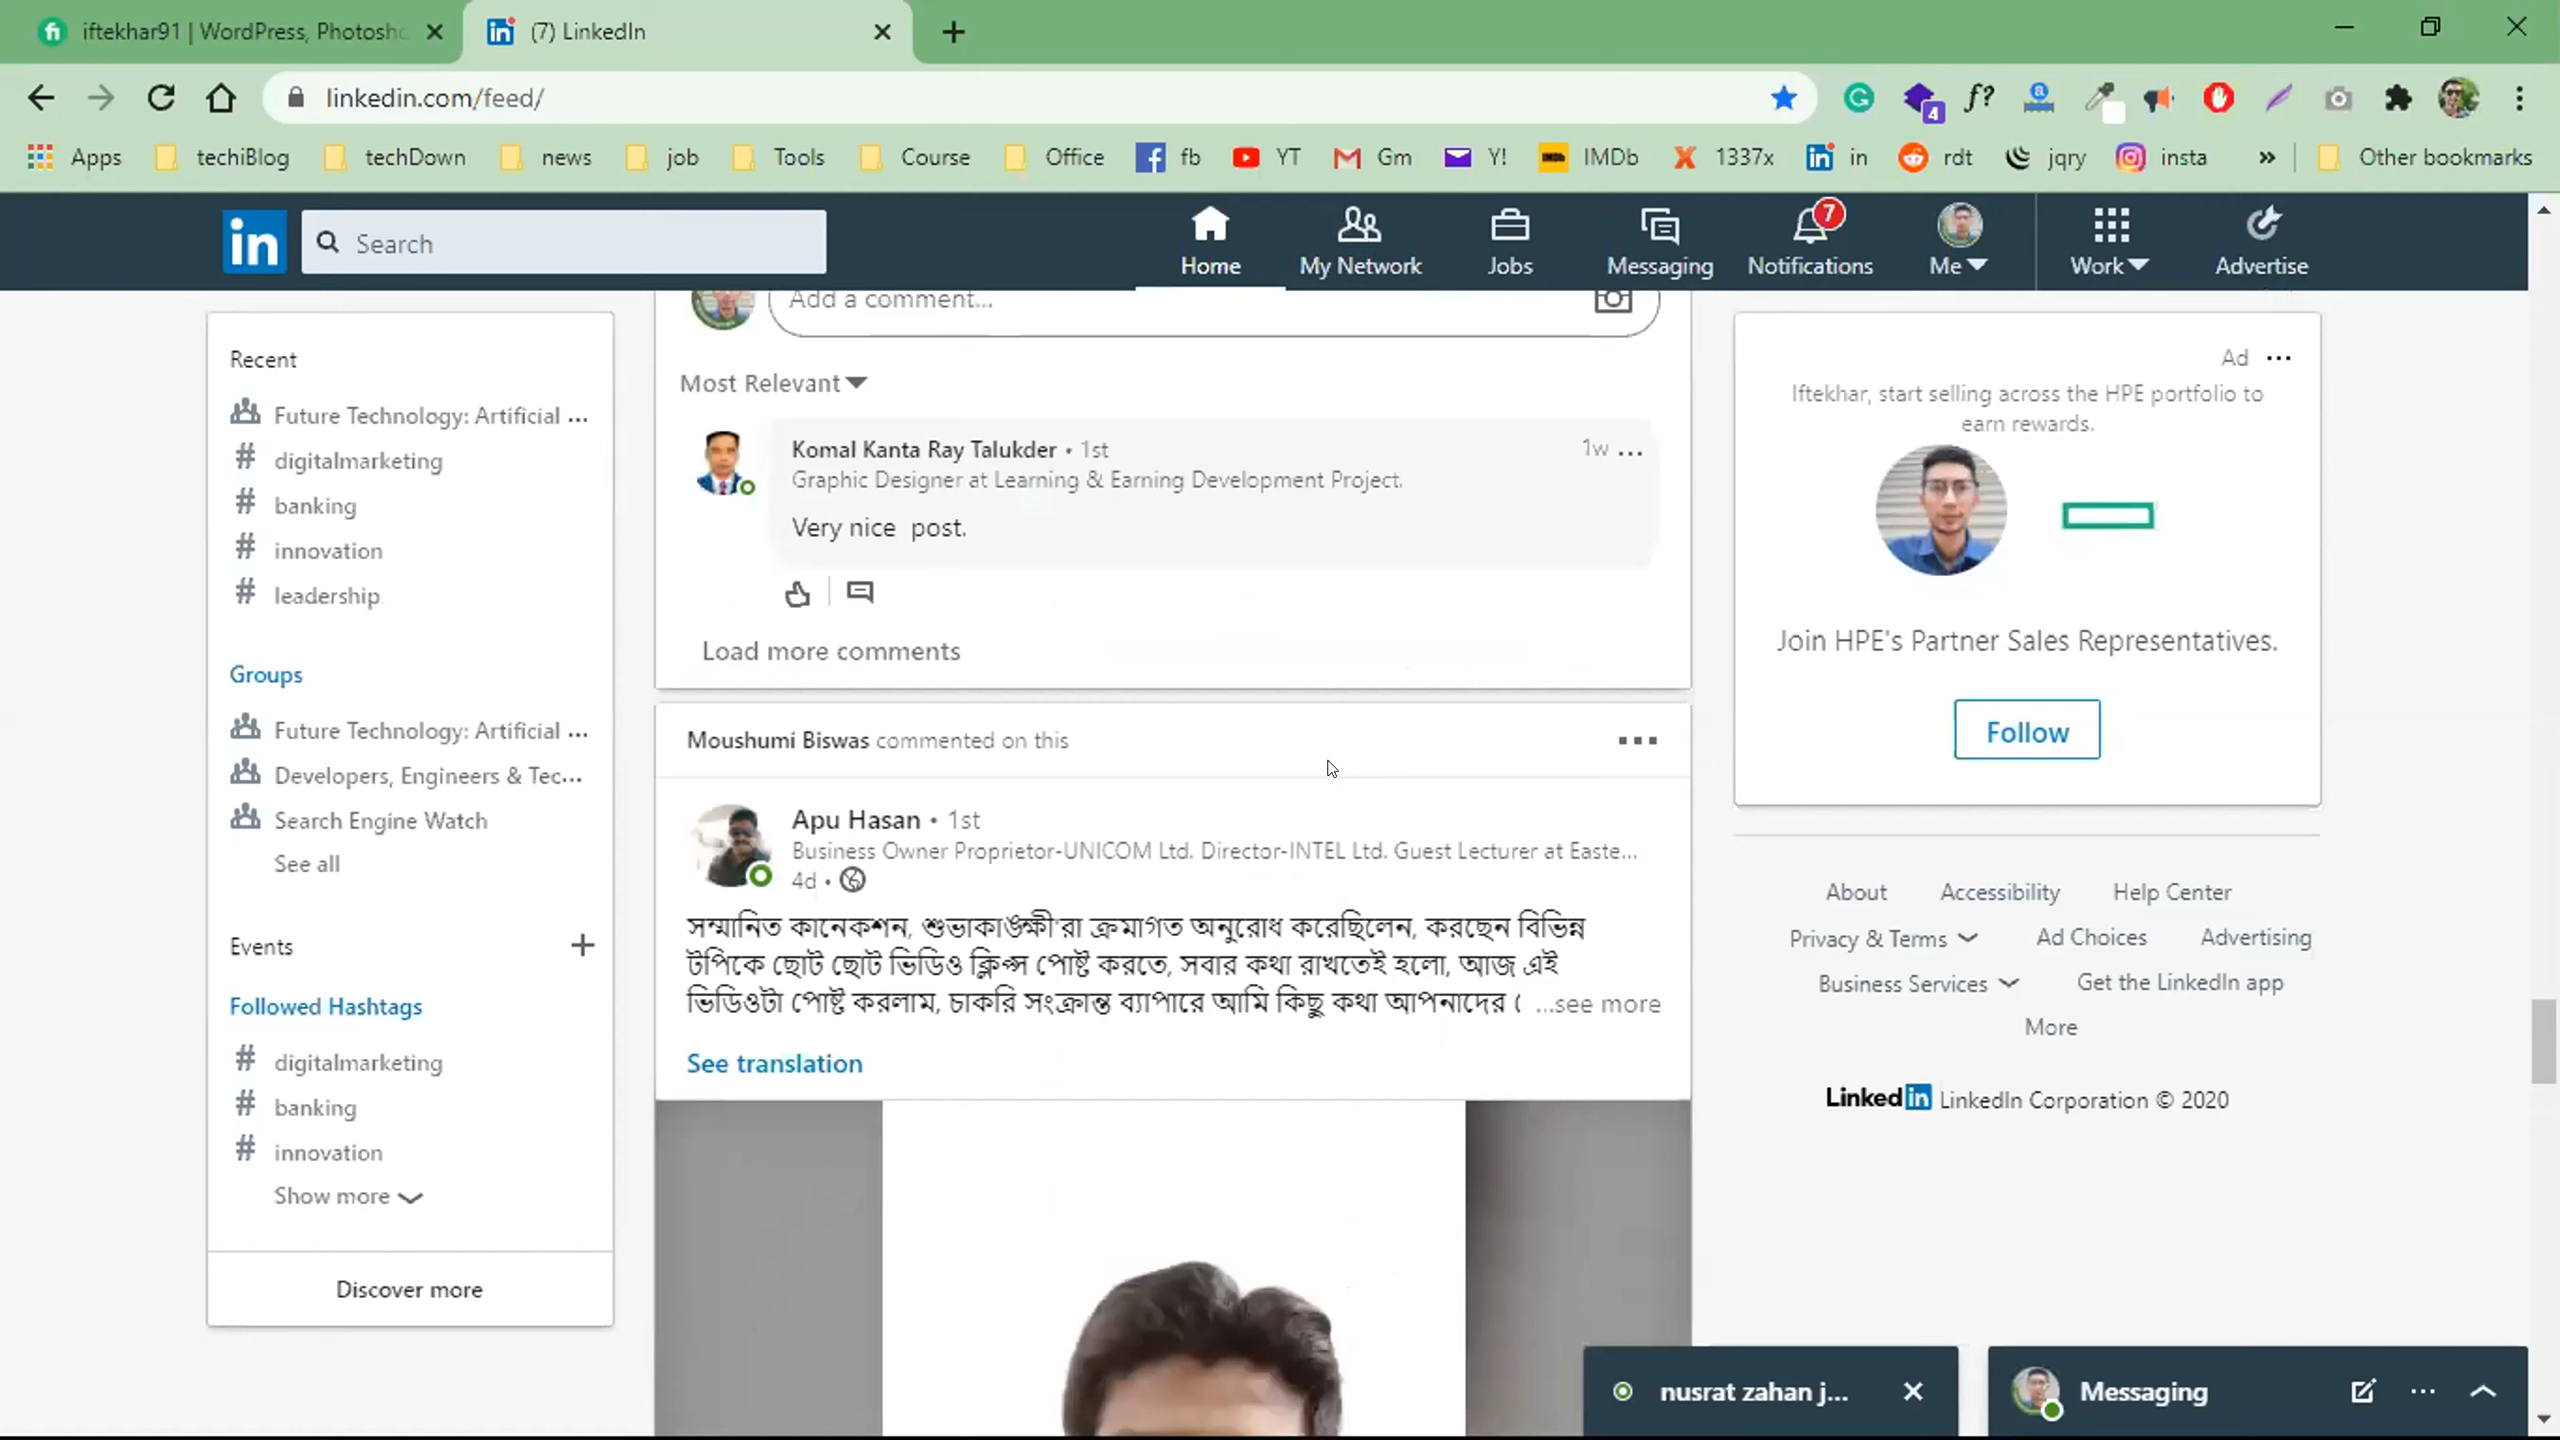 iftekhar91 | WordPress, Photosho
(7) LinkedIn
linkedin.com/feed/
Apps techiBlog techDown news job Tools Course Office fb YT Gm Y! IMDb 1337x in rdt jqry insta » Other bookmarks
in Search
Home My Network Jobs Messaging Notifications 7 Me Work Advertise
Recent
Future Technology: Artificial ...
# digitalmarketing
# banking
# innovation
# leadership
Groups
Future Technology: Artificial ...
Developers, Engineers & Tec...
Search Engine Watch
See all
Events +
Followed Hashtags
# digitalmarketing
# banking
# innovation
Show more
Discover more
Add a comment...
Most Relevant
Komal Kanta Ray Talukder • 1st 1w ...
Graphic Designer at Learning & Earning Development Project.
Very nice post.
Load more comments
Moushumi Biswas commented on this
Apu Hasan • 1st
Business Owner Proprietor-UNICOM Ltd. Director-INTEL Ltd. Guest Lecturer at Easte...
4d •
সম্মানিত কানেকশন, শুভাকাঙ্ক্ষী'রা ক্রমাগত অনুরোধ করেছিলেন, করছেন বিভিন্ন
টপিকে ছোট ছোট ভিডিও ক্লিপ্স পোষ্ট করতে, সবার কথা রাখতেই হলো, আজ এই
ভিডিওটা পোষ্ট করলাম, চাকরি সংক্রান্ত ব্যাপারে আমি কিছু কথা আপনাদের ...see more
See translation
Ad ...
Iftekhar, start selling across the HPE portfolio to
earn rewards.
Join HPE's Partner Sales Representatives.
Follow
About Accessibility Help Center
Privacy & Terms Ad Choices Advertising
Business Services Get the LinkedIn app
More
LinkedIn LinkedIn Corporation © 2020
nusrat zahan j...
Messaging